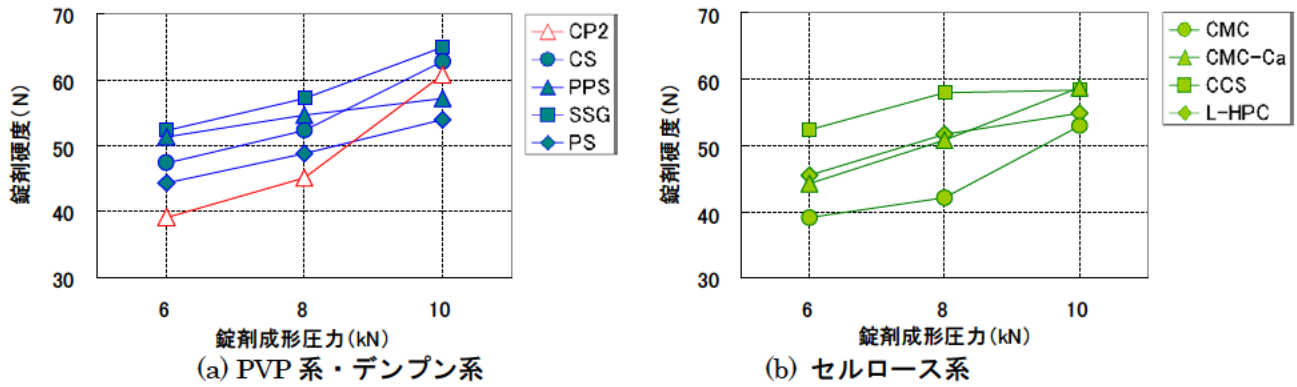 70
60
50
40
30
錠剤硬度(N)
6 8 10
錠剤成形圧力(kN)
CP2
CS
PPS
SSG
PS
(a) PVP 系・デンプン系
70
60
50
40
30
錠剤硬度(N)
6 8 10
錠剤成形圧力(kN)
CMC
CMC-Ca
CCS
L-HPC
(b) セルロース系